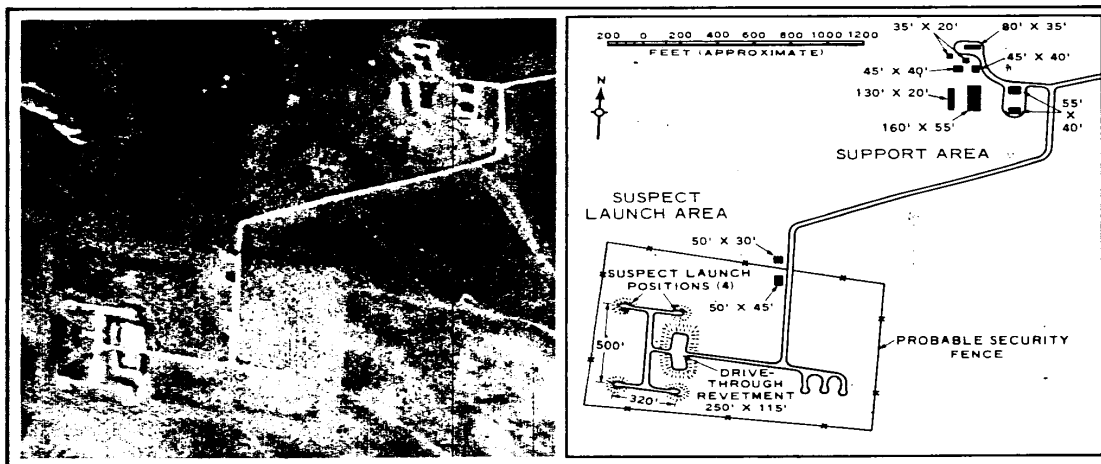 35' X 20'
80' X 35'
200 0 200 400 600 800 1000 1200
FEET (APPROXIMATE)
45' X 40'
45' X 40'
N
130' X 20'
55'
X
40'
160' X 55'
SUPPORT AREA
SUSPECT
LAUNCH AREA
50' X 30'
SUSPECT LAUNCH
POSITIONS (4)
50' X 45'
500'
PROBABLE SECURITY
FENCE
DRIVE-
THROUGH
REVETMENT
320'
250' X 115'